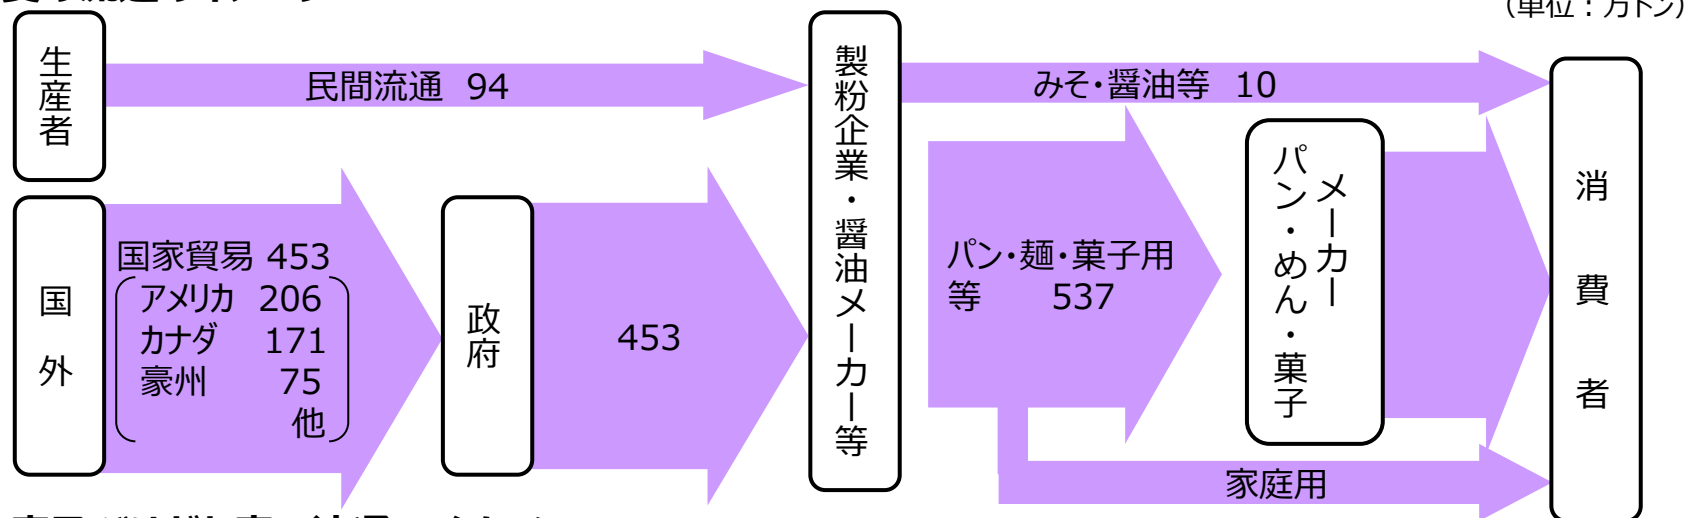 （単位：万トン）
生産者
民間流通 94
製粉企業・醤油メーカー等
みそ・醤油等 10
国外
国家貿易 453
アメリカ 206
カナダ 171
豪州 75
他
政府
453
パン・麺・菓子用
等 537
パン・めん・菓子
メーカー
消費者
家庭用